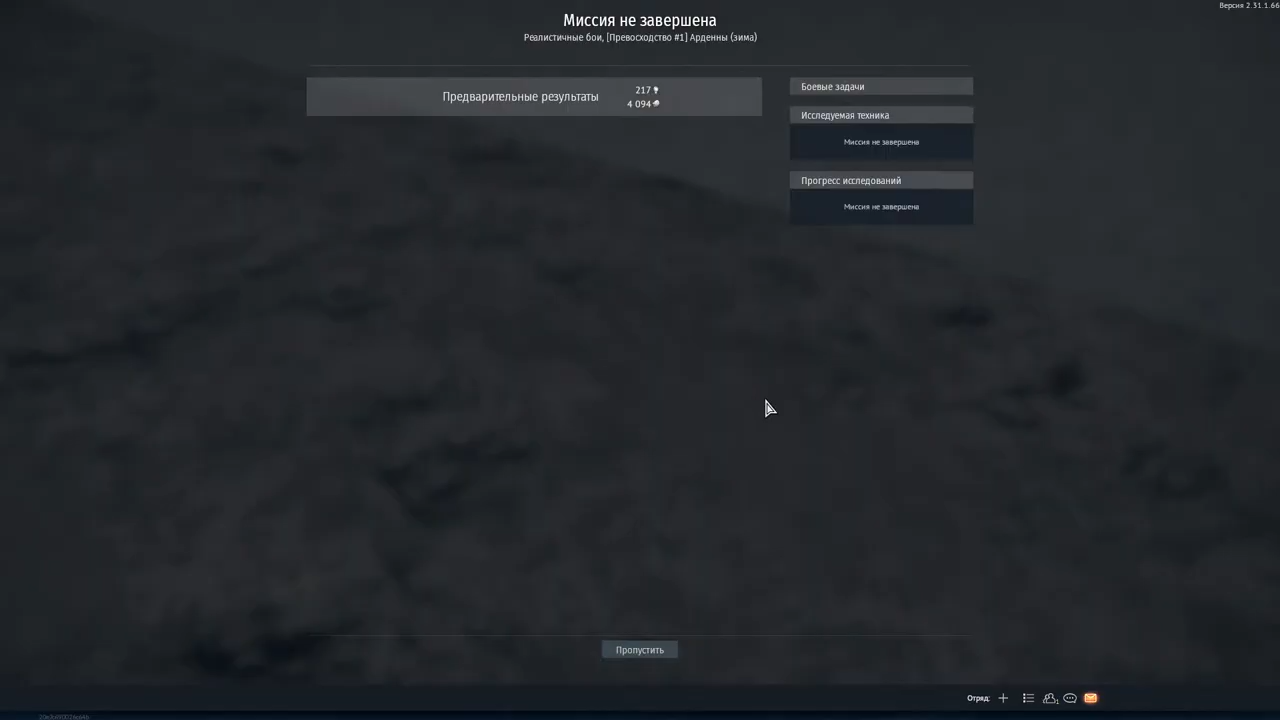 Версия 2.31.1.66
Миссия не завершена
Реалистичные бои, [Превосходство #1] Арденны (зима)
Предварительные результаты
217
4 094
Боевые задачи
Исследуемая техника
Миссия не завершена
Прогресс исследований
Миссия не завершена
Пропустить
Отряд:
1